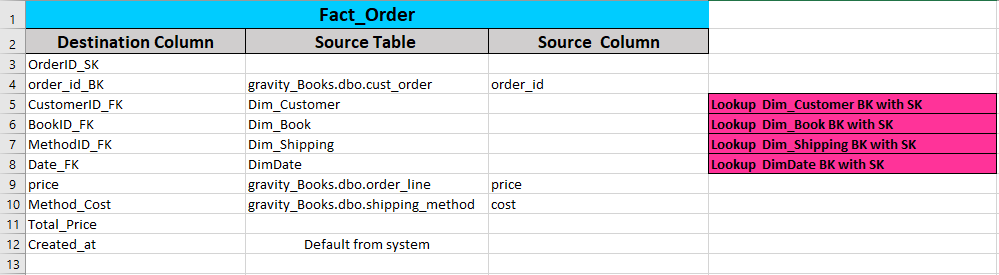 1 Fact_Order
2 Destination Column Source Table Source Column
3 OrderID_SK
4 order_id_BK gravity_Books.dbo.cust_order order_id
5 CustomerID_FK Dim_Customer Lookup Dim_Customer BK with SK
6 BookID_FK Dim_Book Lookup Dim_Book BK with SK
7 MethodID_FK Dim_Shipping Lookup Dim_Shipping BK with SK
8 Date_FK DimDate Lookup DimDate BK with SK
9 price gravity_Books.dbo.order_line price
10 Method_Cost gravity_Books.dbo.shipping_method cost
11 Total_Price
12 Created_at Default from system
13